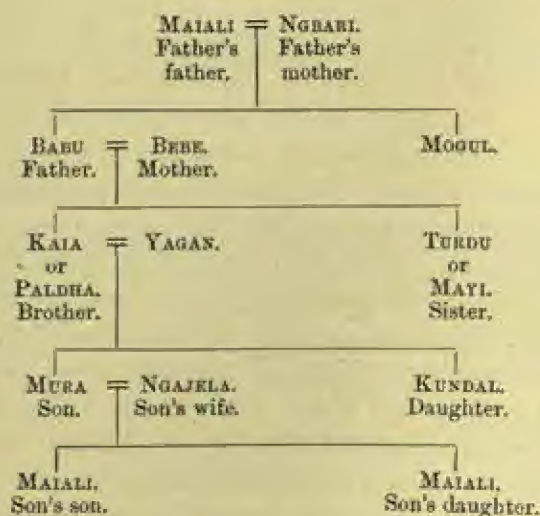 MAIALI = NGBARI.
Father's Father's
father. mother.
BABU = BEBE. MOGUL.
Father. Mother.
KAIA = YAGAN. TURDU
or or
PALDHA. MAYI.
Brother. Sister.
MURA = NGAJELA. KUNDAL.
Son. Son's wife. Daughter.
MAIALI. MAIALI.
Son's son. Son's daughter.